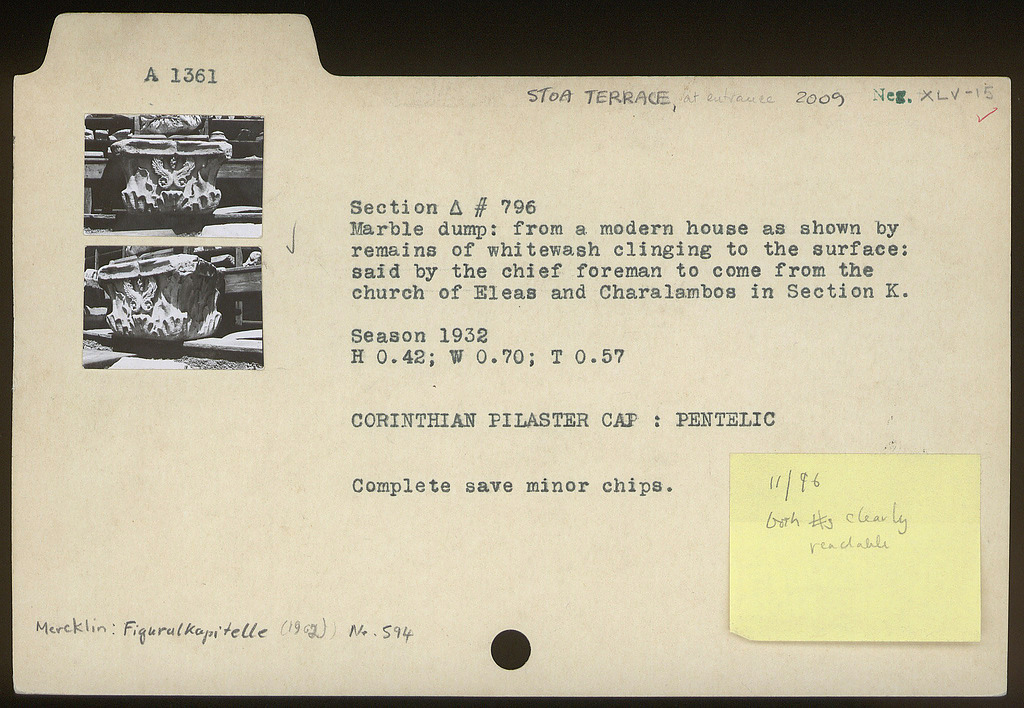 A 1361
STOA TERRACE, at entrance 2009 Neg. XLV-15
Section Δ # 796
Marble dump: from a modern house as shown by
remains of whitewash clinging to the surface:
said by the chief foreman to come from the
church of Eleas and Charalambos in Section K.
Season 1932
H 0.42; W 0.70; T 0.57
CORINTHIAN PILASTER CAP : PENTELIC
Complete save minor chips.
11/96
both #s clearly
readable
Mercklin: Figuralkapitelle (1962) Nr. 594